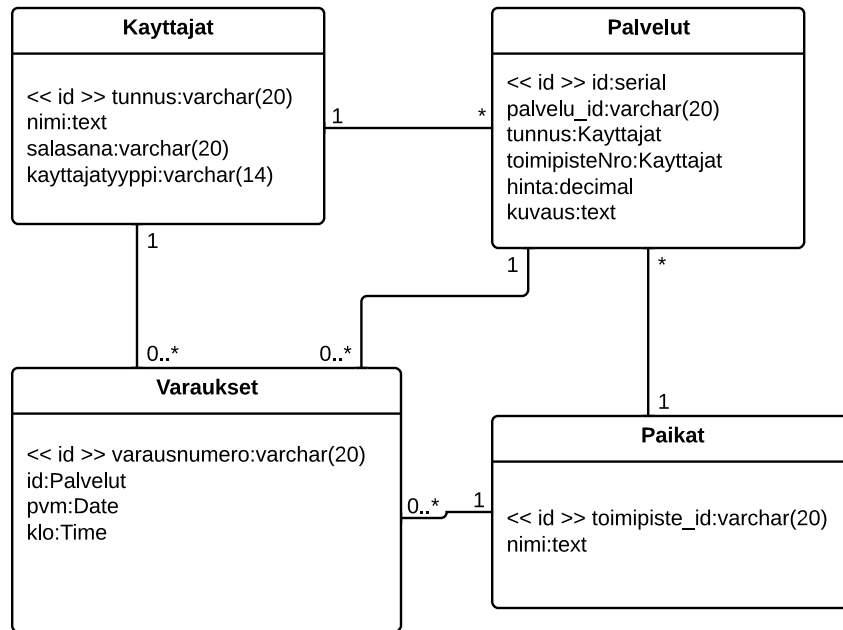 Kayttajat
<< id >> tunnus:varchar(20)
nimi:text
salasana:varchar(20)
kayttajatyyppi:varchar(14)
1
*
Palvelut
<< id >> id:serial
palvelu_id:varchar(20)
tunnus:Kayttajat
toimipisteNro:Kayttajat
hinta:decimal
kuvaus:text
1
0..*
1
0..*
*
1
Varaukset
<< id >> varausnumero:varchar(20)
id:Palvelut
pvm:Date
klo:Time
0..*
1
Paikat
<< id >> toimipiste_id:varchar(20)
nimi:text